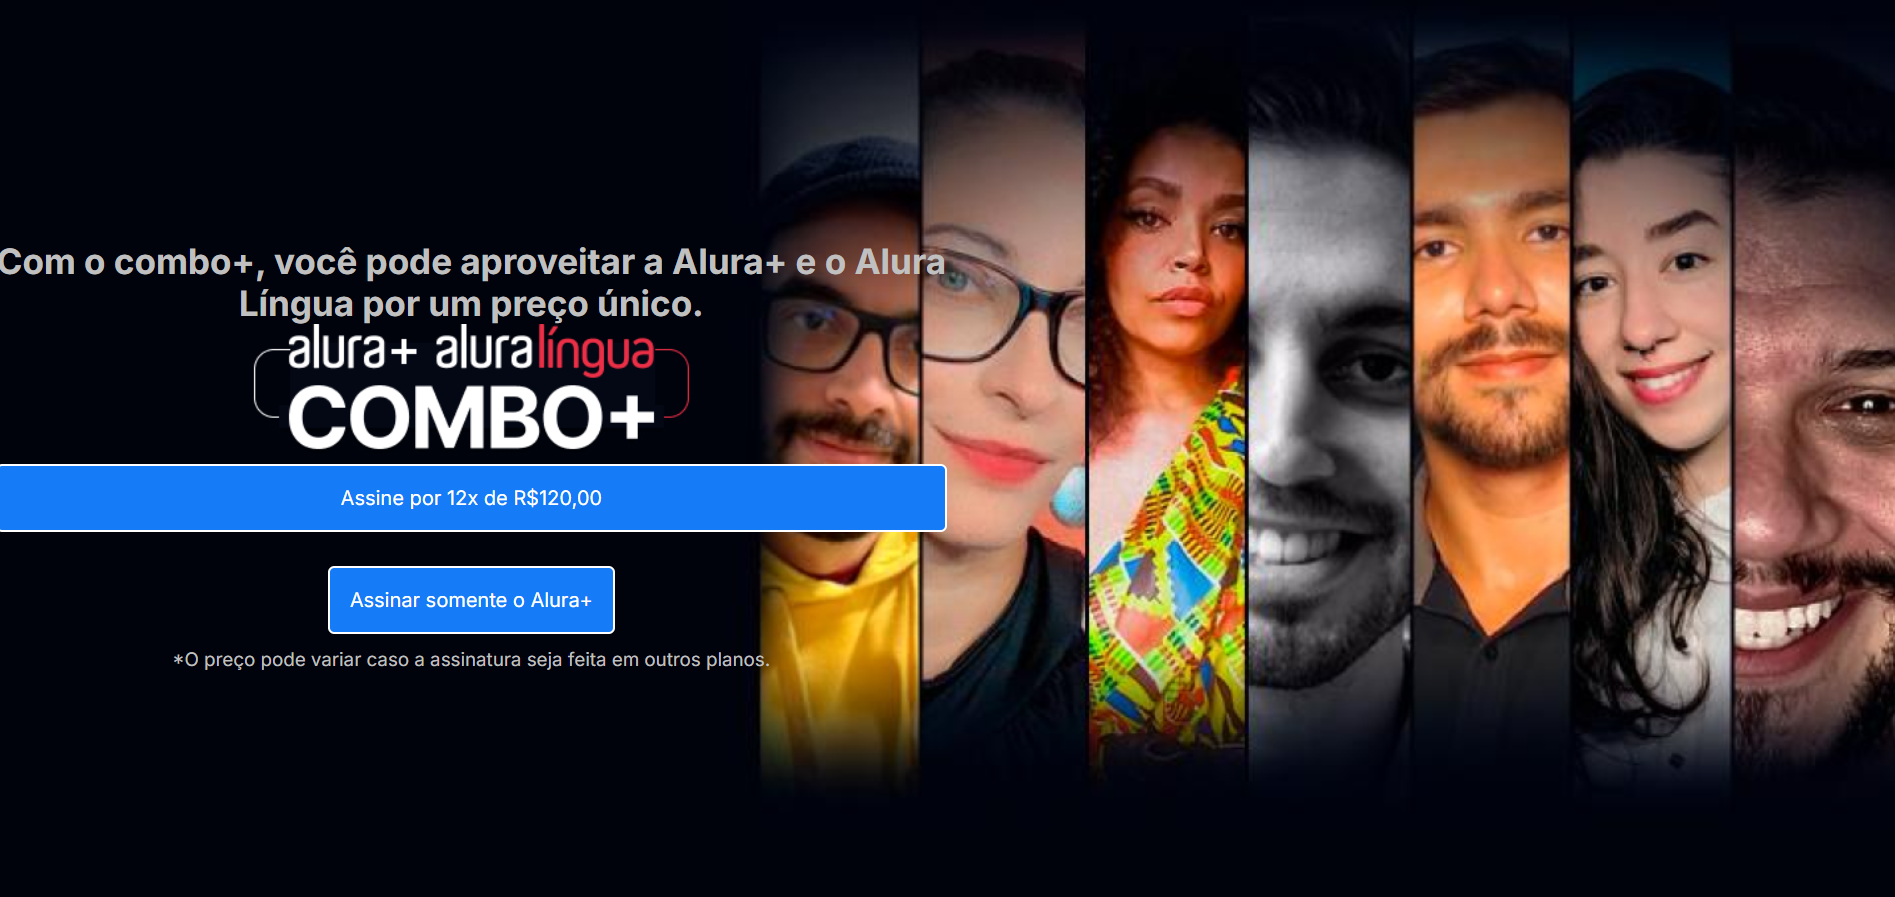 Com o combo+, você pode aproveitar a Alura+ e o Alura
Língua por um preço único.
alura+ aluralíngua
COMBO+
Assine por 12x de R$120,00
Assinar somente o Alura+
*O preço pode variar caso a assinatura seja feita em outros planos.